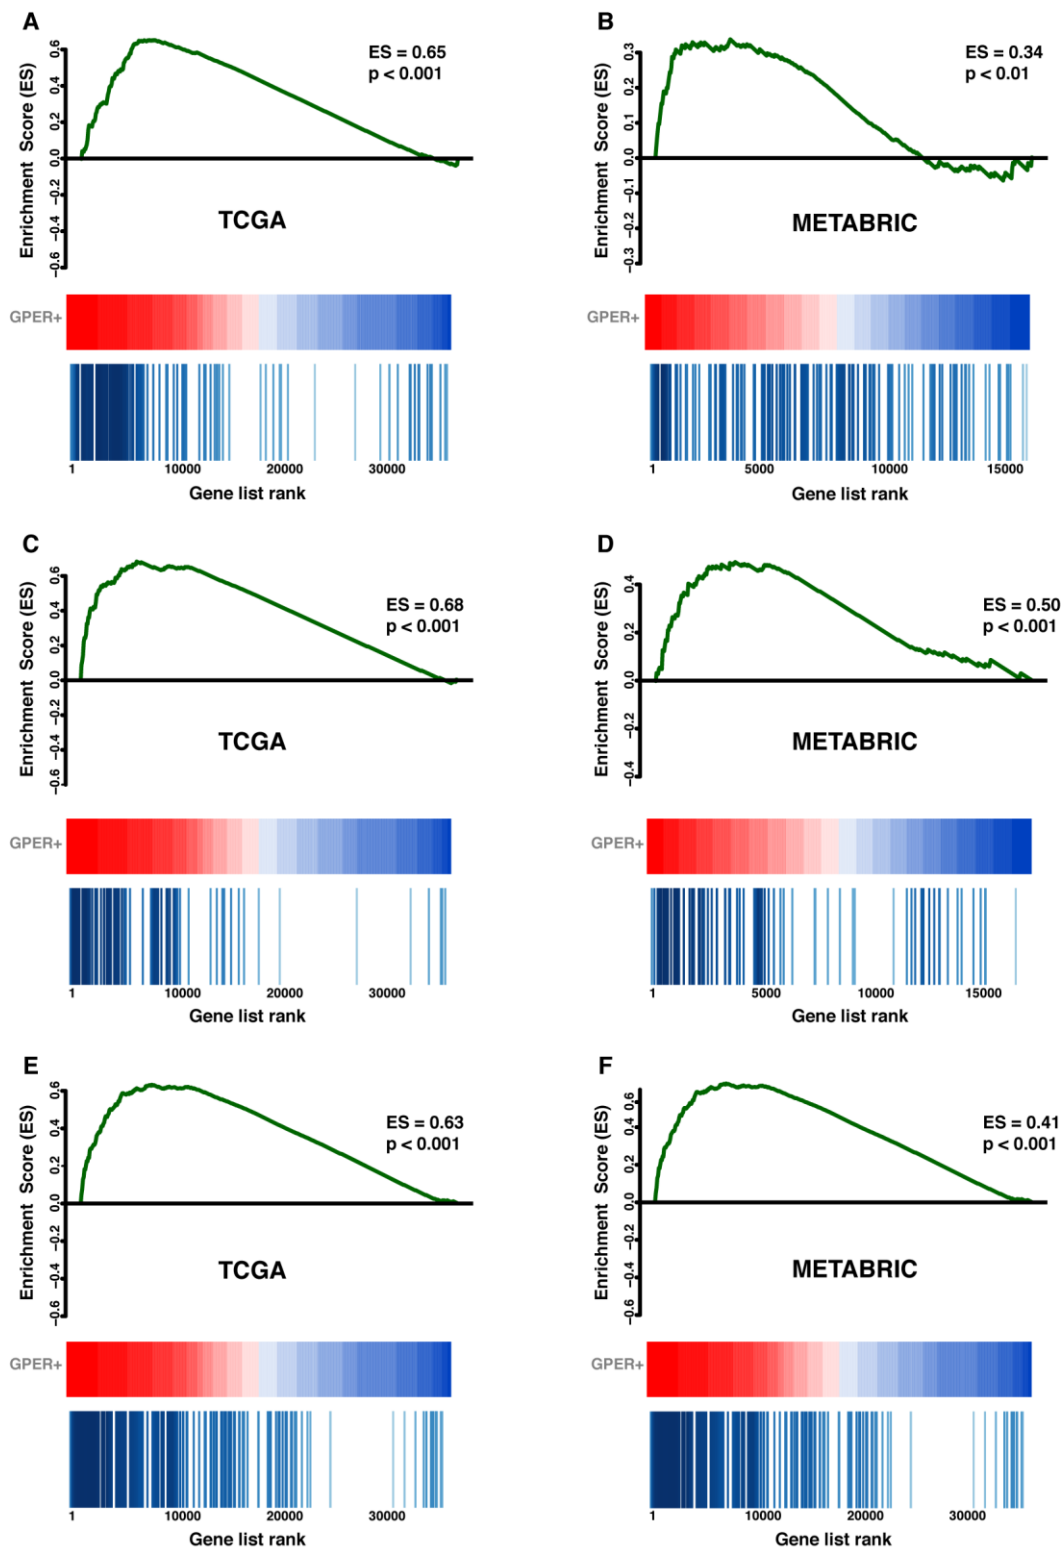 A
Enrichment Score (ES)
0.6
0.4
0.2
0.0
−0.2
−0.4
−0.6
ES = 0.65
p < 0.001
TCGA
GPER+
1 10000 20000 30000
Gene list rank
B
Enrichment Score (ES)
0.3
0.2
0.1
0.0
−0.1
−0.2
−0.3
ES = 0.34
p < 0.01
METABRIC
GPER+
1 5000 10000 15000
Gene list rank
C
Enrichment Score (ES)
0.6
0.4
0.2
0.0
−0.2
−0.4
−0.6
ES = 0.68
p < 0.001
TCGA
GPER+
1 10000 20000 30000
Gene list rank
D
Enrichment Score (ES)
0.4
0.2
0.0
−0.2
−0.4
ES = 0.50
p < 0.001
METABRIC
GPER+
1 5000 10000 15000
Gene list rank
E
Enrichment Score (ES)
0.6
0.4
0.2
0.0
−0.2
−0.4
−0.6
ES = 0.63
p < 0.001
TCGA
GPER+
1 10000 20000 30000
Gene list rank
F
Enrichment Score (ES)
0.6
0.4
0.2
0.0
−0.2
−0.4
−0.6
ES = 0.41
p < 0.001
METABRIC
GPER+
1 10000 20000 30000
Gene list rank